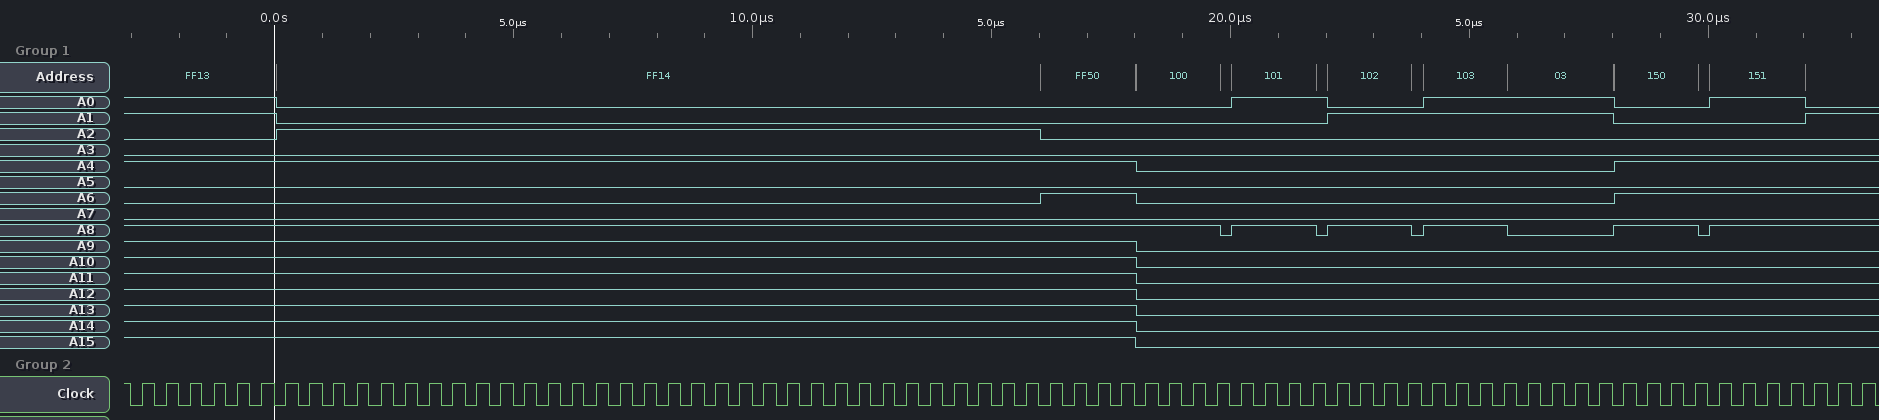 0.0s 5.0µs 10.0µs 5.0µs 20.0µs 5.0µs 30.0µs
Group 1
Address FF13 FF14 FF50 100 101 102 103 03 150 151
A0
A1
A2
A3
A4
A5
A6
A7
A8
A9
A10
A11
A12
A13
A14
A15
Group 2
Clock